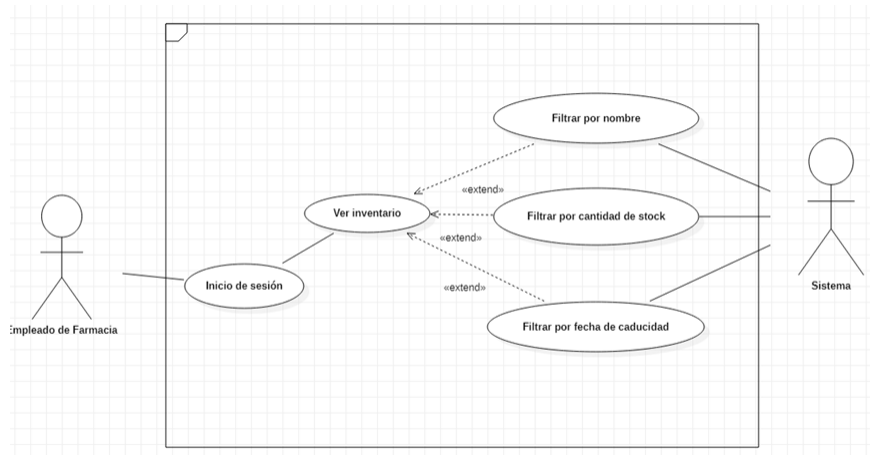 Filtrar por nombre
«extend»
Ver inventario
Filtrar por cantidad de stock
«extend»
Inicio de sesión
«extend»
Sistema
Empleado de Farmacia
Filtrar por fecha de caducidad